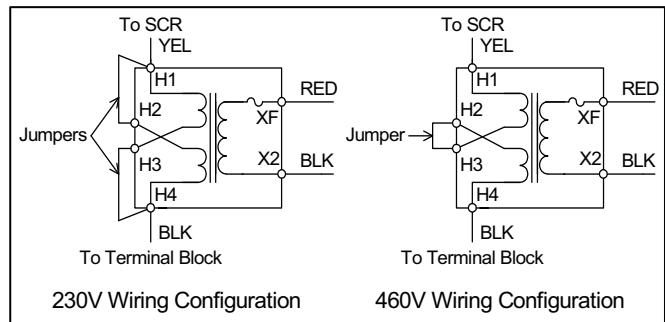 To SCR
YEL
H1
H2
H3
H4
Jumpers
XF
RED
X2
BLK
BLK
To Terminal Block
230V Wiring Configuration
To SCR
YEL
H1
H2
H3
H4
Jumper
XF
RED
X2
BLK
BLK
To Terminal Block
460V Wiring Configuration